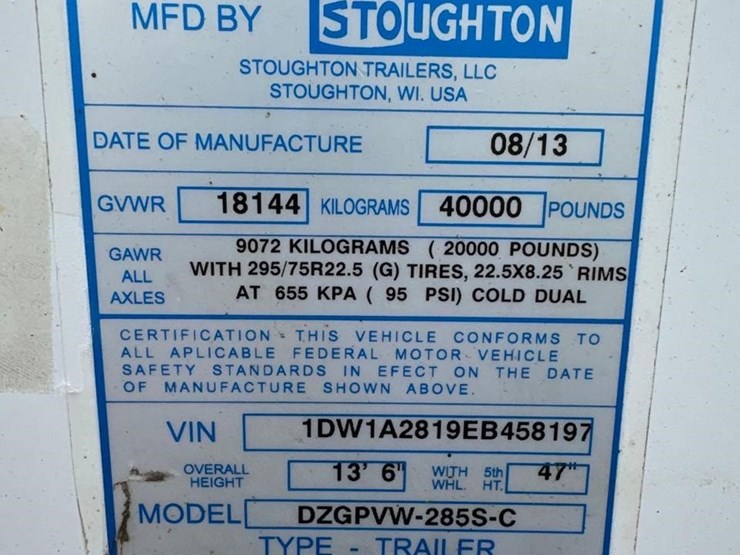 MFD BY STOUGHTON
STOUGHTON TRAILERS, LLC
STOUGHTON, WI. USA
DATE OF MANUFACTURE 08/13
GVWR 18144 KILOGRAMS 40000 POUNDS
GAWR ALL AXLES
9072 KILOGRAMS ( 20000 POUNDS)
WITH 295/75R22.5 (G) TIRES, 22.5X8.25 RIMS
AT 655 KPA ( 95 PSI) COLD DUAL
CERTIFICATION - THIS VEHICLE CONFORMS TO
ALL APLICABLE FEDERAL MOTOR VEHICLE
SAFETY STANDARDS IN EFECT ON THE DATE
OF MANUFACTURE SHOWN ABOVE.
VIN 1DW1A2819EB458197
OVERALL HEIGHT 13' 6" WITH 5th WHL. HT. 47"
MODEL DZGPVW-285S-C
TYPE - TRAILER